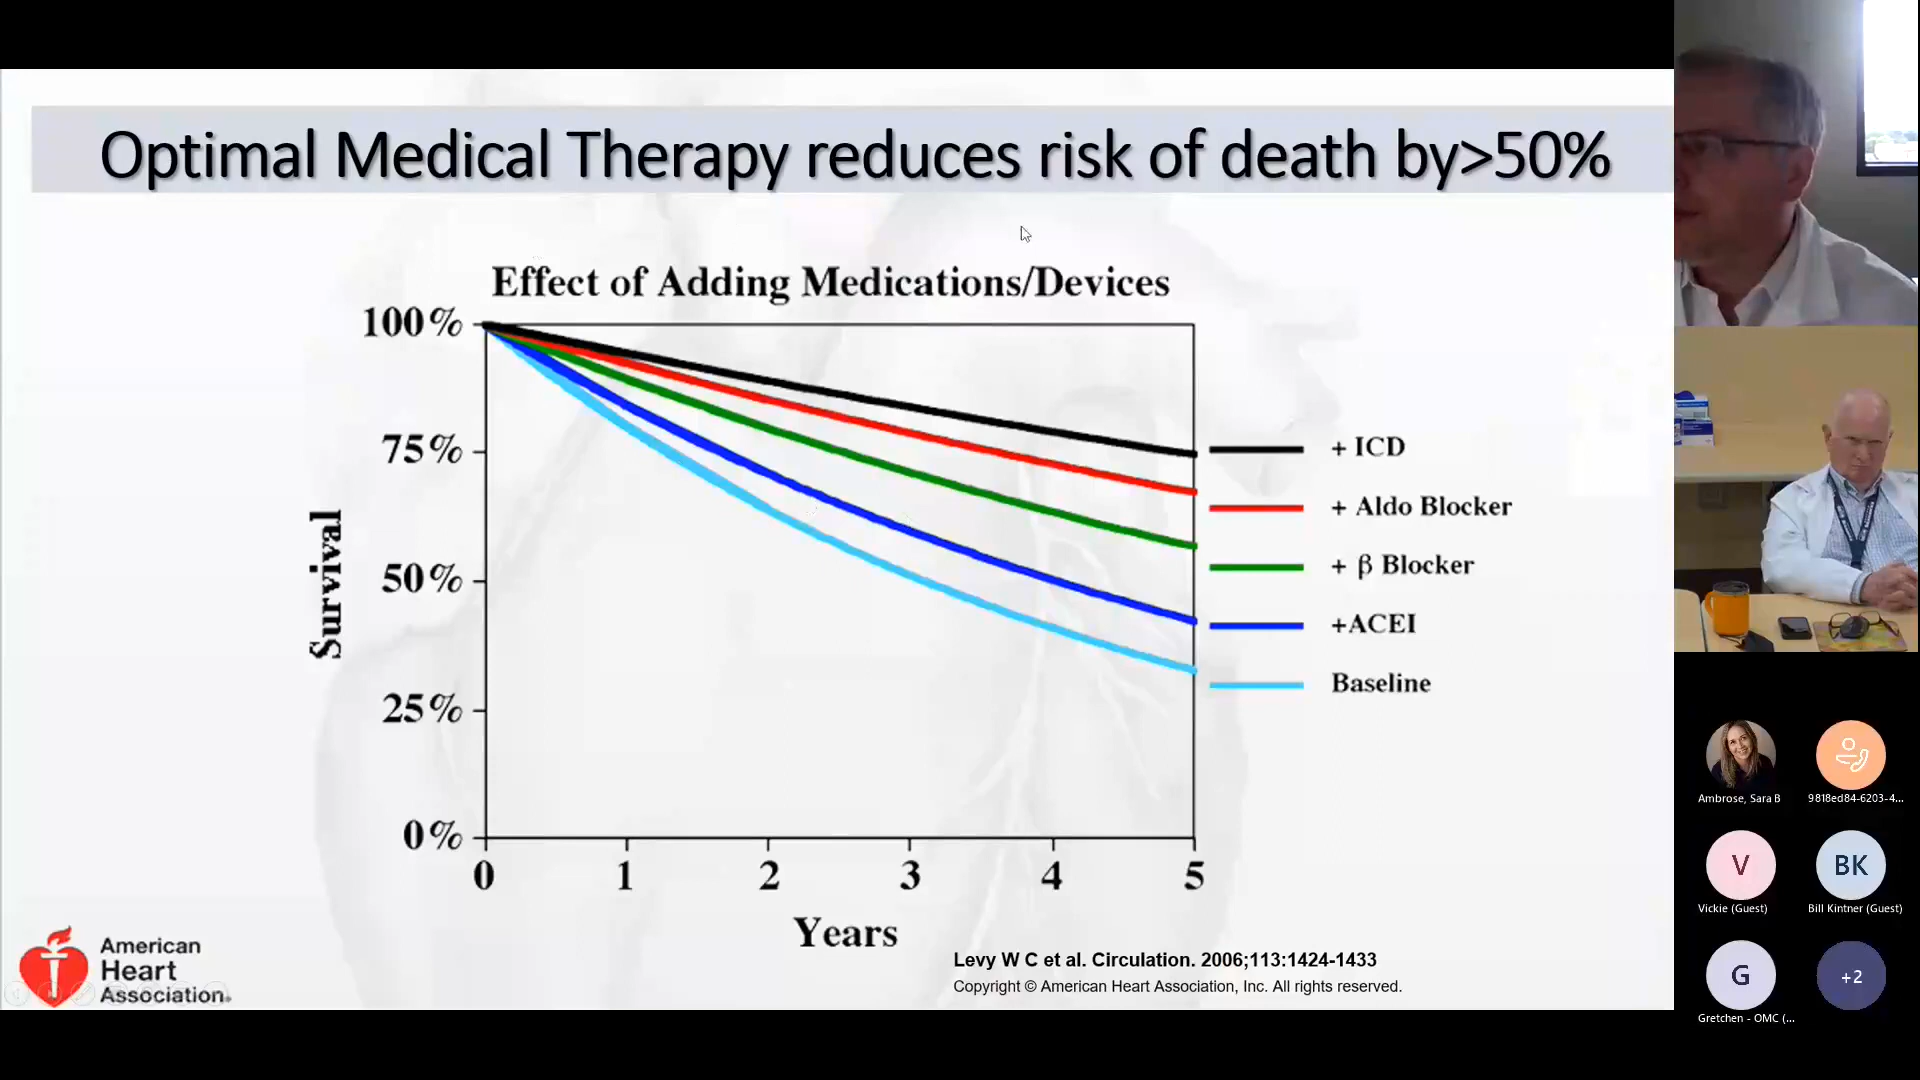 Optimal Medical Therapy reduces risk of death by>50%
Effect of Adding Medications/Devices
100%
75%
50%
25%
0%
Survival
0 1 2 3 4 5
Years
+ ICD
+ Aldo Blocker
+ β Blocker
+ACEI
Baseline
Levy W C et al. Circulation. 2006;113:1424-1433
Copyright © American Heart Association, Inc. All rights reserved.
American
Heart
Association®
Ambrose, Sara B
9818ed84-6203-4...
V
BK
Vickie (Guest)
Bill Kintner (Guest)
G
+2
Gretchen - OMC (...